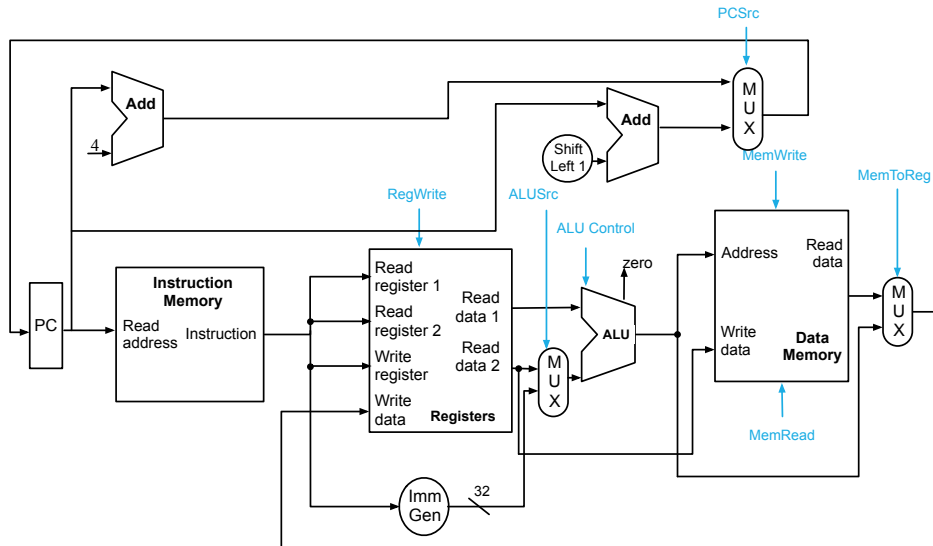 PCSrc
Add
4
M
U
X
Add
Shift
Left 1
MemWrite
RegWrite
ALUSrc
MemToReg
ALU Control
Instruction
Memory
Read
address
Instruction
PC
Read
register 1
Read
register 2
Write
register
Write
data
Read
data 1
Read
data 2
Registers
M
U
X
zero
ALU
Address
Read
data
Write
data
Data
Memory
M
U
X
MemRead
Imm
Gen
32